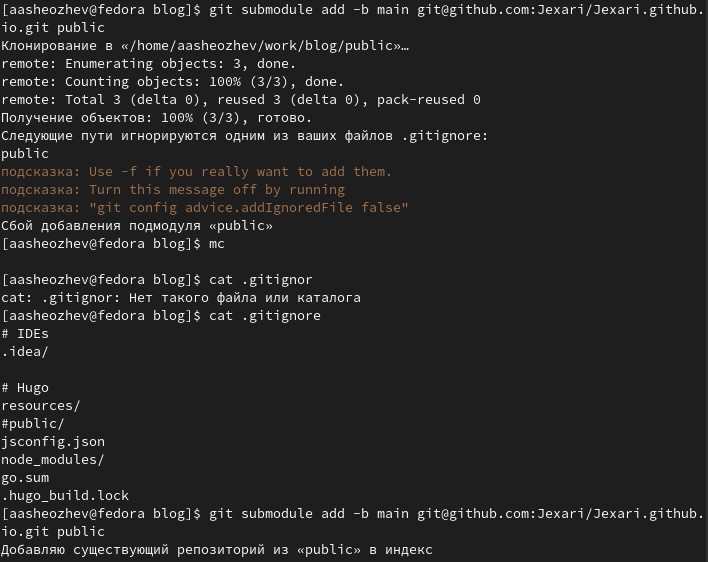 [aasheozhev@fedora blog]$ git submodule add -b main git@github.com:Jexari/Jexari.github.
io.git public
Клонирование в «/home/aasheozhev/work/blog/public»…
remote: Enumerating objects: 3, done.
remote: Counting objects: 100% (3/3), done.
remote: Total 3 (delta 0), reused 3 (delta 0), pack-reused 0
Получение объектов: 100% (3/3), готово.
Следующие пути игнорируются одним из ваших файлов .gitignore:
public
подсказка: Use -f if you really want to add them.
подсказка: Turn this message off by running
подсказка: "git config advice.addIgnoredFile false"
Сбой добавления подмодуля «public»
[aasheozhev@fedora blog]$ mc

[aasheozhev@fedora blog]$ cat .gitignor
cat: .gitignor: Нет такого файла или каталога
[aasheozhev@fedora blog]$ cat .gitignore
# IDEs
.idea/

# Hugo
resources/
#public/
jsconfig.json
node_modules/
go.sum
.hugo_build.lock
[aasheozhev@fedora blog]$ git submodule add -b main git@github.com:Jexari/Jexari.github.
io.git public
Добавляю существующий репозиторий из «public» в индекс